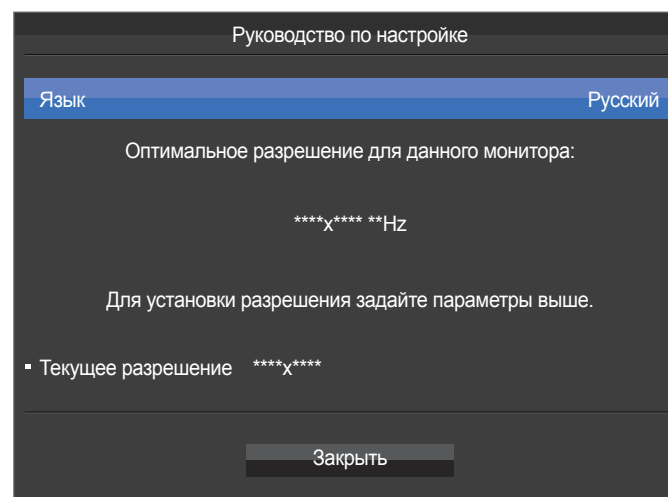 Руководство по настройке
Язык Русский
Оптимальное разрешение для данного монитора:
****x**** **Hz
Для установки разрешения задайте параметры выше.
Текущее разрешение ****x****
Закрыть